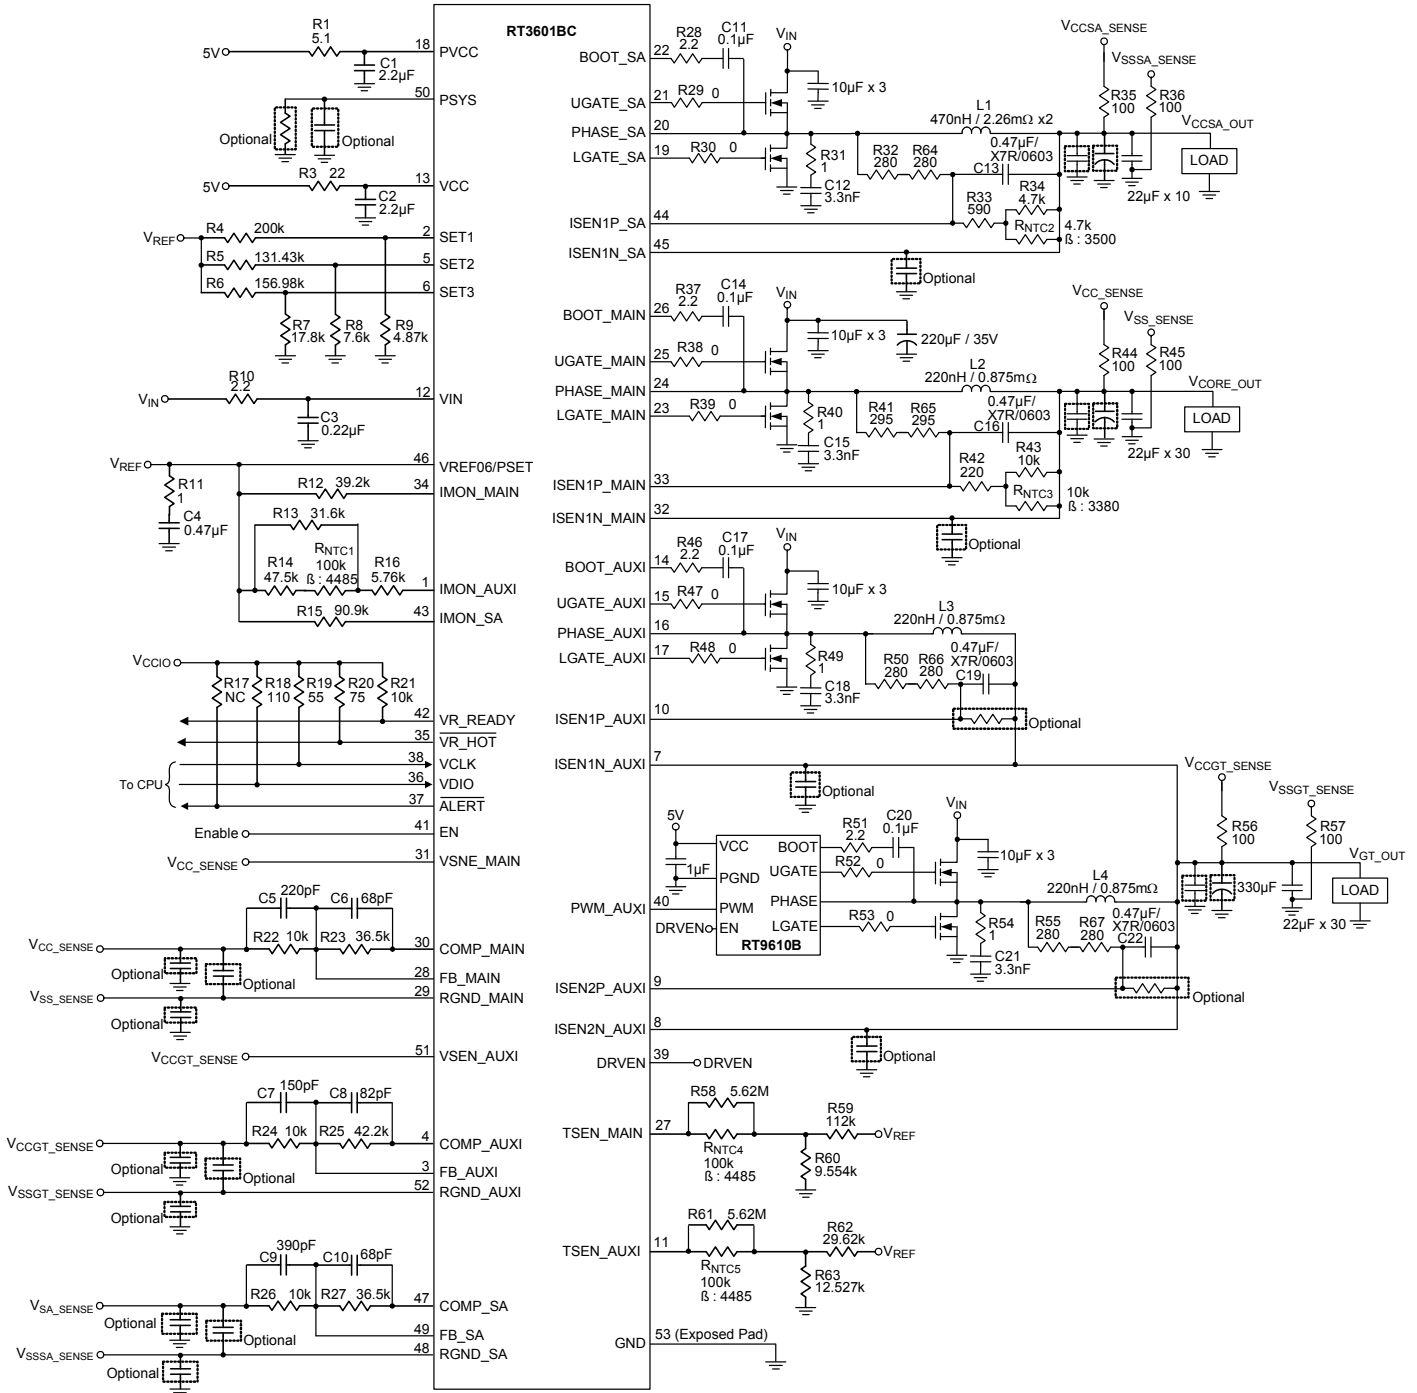 RT3601BC
R1
5.1
5V
18 PVCC
C1
2.2µF
50 PSYS
Optional
Optional
R3 22
5V
13 VCC
C2
2.2µF
VREF
R4 200k
2 SET1
R5 131.43k
5 SET2
R6 156.98k
6 SET3
R7
17.8k
R8
7.6k
R9
4.87k
R10
2.2
VIN
12 VIN
C3
0.22µF
VREF
46 VREF06/PSET
R11
1
C4
0.47µF
R12 39.2k
34 IMON_MAIN
R13 31.6k
R14
47.5k
RNTC1
100k
ß : 4485
R16
5.76k
1 IMON_AUXI
R15 90.9k
43 IMON_SA
VCCIO
R17
NC
R18
110
R19
55
R20
75
R21
10k
42 VR_READY
35 VR_HOT
38 VCLK
To CPU
36 VDIO
37 ALERT
Enable
41 EN
VCC_SENSE
31 VSNE_MAIN
C5 220pF
C6 68pF
R22 10k
R23 36.5k
VCC_SENSE
30 COMP_MAIN
Optional
Optional
28 FB_MAIN
VSS_SENSE
29 RGND_MAIN
Optional
VCCGT_SENSE
51 VSEN_AUXI
C7 150pF
C8 82pF
R24 10k
R25 42.2k
VCCGT_SENSE
4 COMP_AUXI
Optional
Optional
3 FB_AUXI
VSSGT_SENSE
52 RGND_AUXI
Optional
C9 390pF
C10 68pF
R26 10k
R27 36.5k
VSA_SENSE
47 COMP_SA
Optional
Optional
49 FB_SA
VSSSA_SENSE
48 RGND_SA
Optional
BOOT_SA 22
R28
2.2
C11
0.1µF
VIN
10µF x 3
UGATE_SA 21
R29 0
PHASE_SA 20
LGATE_SA 19
R30 0
R31
1
C12
3.3nF
L1
470nH / 2.26mΩ x2
R32
280
R64
280
0.47µF/
X7R/0603
C13
R33
590
R34
4.7k
RNTC2
4.7k
ß : 3500
VCCSA_SENSE
VSSSA_SENSE
R35
100
R36
100
VCCSA_OUT
LOAD
22µF x 10
ISEN1P_SA 44
ISEN1N_SA 45
Optional
BOOT_MAIN 26
R37
2.2
C14
0.1µF
VIN
10µF x 3
220µF / 35V
UGATE_MAIN 25
R38 0
PHASE_MAIN 24
LGATE_MAIN 23
R39 0
R40
1
C15
3.3nF
L2
220nH / 0.875mΩ
R41
295
R65
295
0.47µF/
X7R/0603
C16
R42
220
R43
10k
RNTC3
10k
ß : 3380
VCC_SENSE
VSS_SENSE
R44
100
R45
100
VCORE_OUT
LOAD
22µF x 30
ISEN1P_MAIN 33
ISEN1N_MAIN 32
Optional
BOOT_AUXI 14
R46
2.2
C17
0.1µF
VIN
10µF x 3
UGATE_AUXI 15
R47 0
PHASE_AUXI 16
LGATE_AUXI 17
R48 0
R49
1
C18
3.3nF
L3
220nH / 0.875mΩ
R50
280
R66
280
0.47µF/
X7R/0603
C19
ISEN1P_AUXI 10
Optional
ISEN1N_AUXI 7
Optional
5V
1µF
VCC
PGND
PWM
EN
BOOT
UGATE
PHASE
LGATE
RT9610B
PWM_AUXI 40
DRVEN
R51
2.2
C20
0.1µF
VIN
10µF x 3
R52
0
R53 0
R54
1
C21
3.3nF
L4
220nH / 0.875mΩ
R55
280
R67
280
0.47µF/
X7R/0603
C22
VCCGT_SENSE
VSSGT_SENSE
R56
100
R57
100
VGT_OUT
330µF
LOAD
22µF x 30
ISEN2P_AUXI 9
Optional
ISEN2N_AUXI 8
Optional
DRVEN 39 DRVEN
R58 5.62M
TSEN_MAIN 27
RNTC4
100k
ß : 4485
R59
112k
VREF
R60
9.554k
R61 5.62M
TSEN_AUXI 11
RNTC5
100k
ß : 4485
R62
29.62k
VREF
R63
12.527k
GND 53 (Exposed Pad)